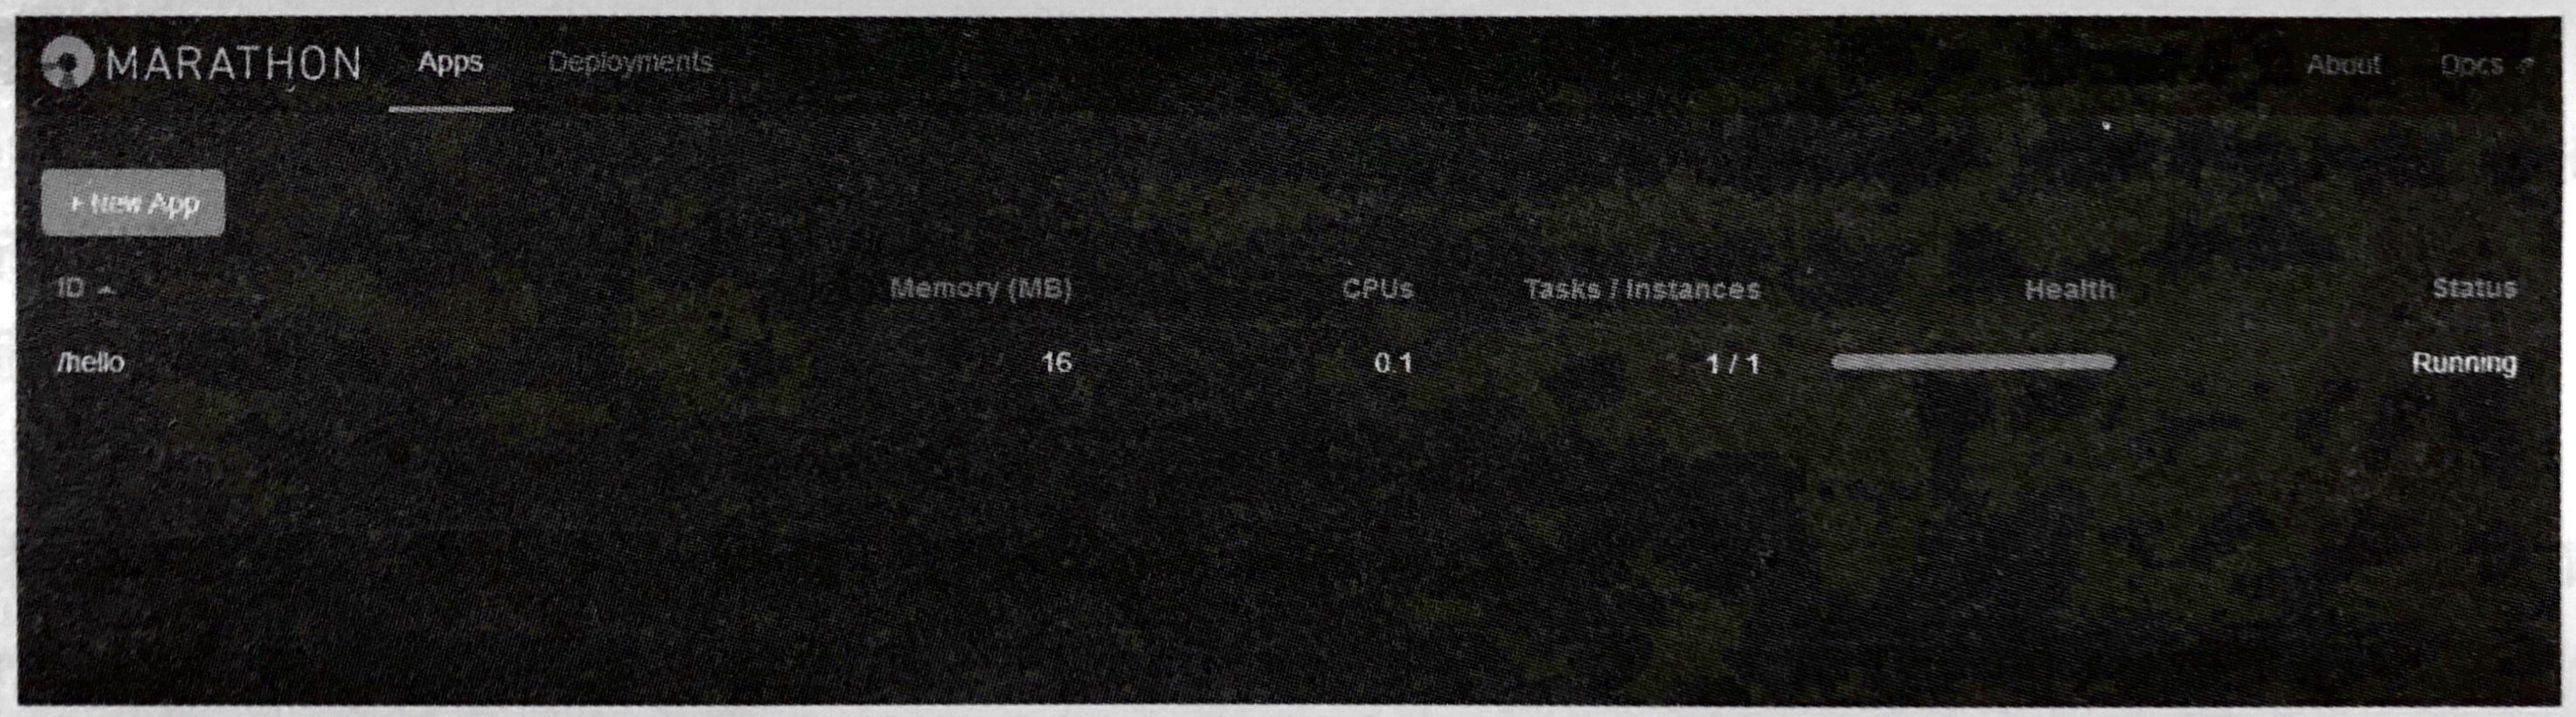 MARATHON Apps Deployments About Docs
+ New App
ID Memory (MB) CPUs Tasks / Instances Health Status
/hello 16 0.1 1 / 1 Running